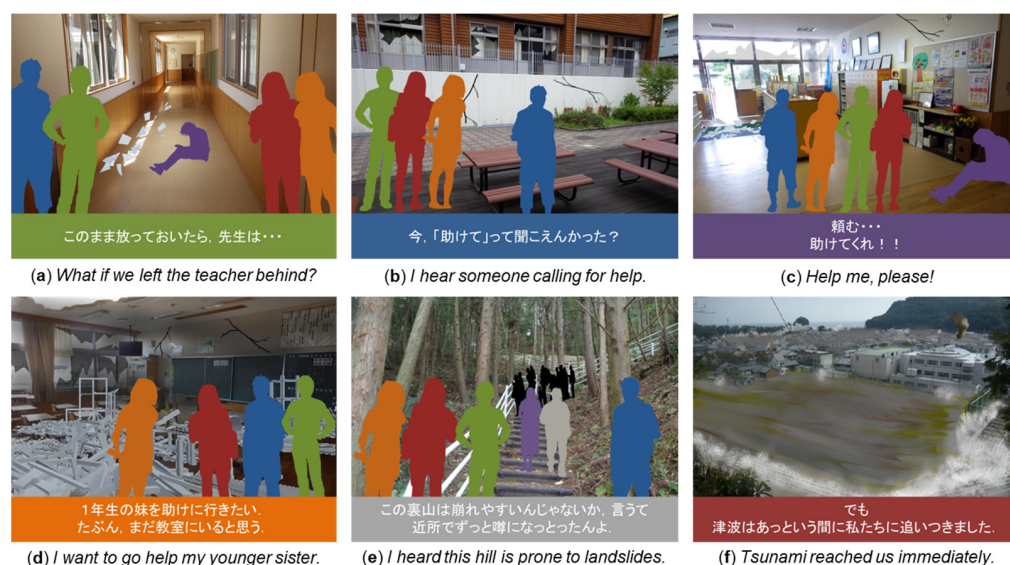 このまま放っておいたら, 先生は・・・
(a) What if we left the teacher behind?
今,「助けて」って聞こえんかった？
(b) I hear someone calling for help.
頼む・・・
助けてくれ！！
(c) Help me, please!
１年生の妹を助けに行きたい.
たぶん, まだ教室にいると思う.
(d) I want to go help my younger sister.
この裏山は崩れやすいんじゃないか, 言うて
近所でずっと噂になっとったんよ.
(e) I heard this hill is prone to landslides.
でも
津波はあっという間に私たちに追いつきました.
(f) Tsunami reached us immediately.